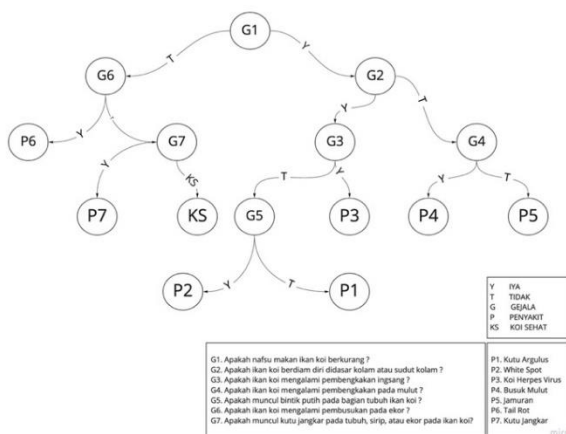 G1
T
Y
G6
G2
Y
T
Y
P6
G7
G3
G4
Y
KS
T
Y
Y
T
P7
KS
G5
P3
P4
P5
Y
T
P2
P1
Y IYA
T TIDAK
G GEJALA
P PENYAKIT
KS KOI SEHAT
G1. Apakah nafsu makan ikan koi berkurang ?
G2. Apakah ikan koi berdiam diri didasar kolam atau sudut kolam ?
G3. Apakah ikan koi mengalami pembengkakan ingsang ?
G4. Apakah ikan koi mengalami pembengkakan pada mulut ?
G5. Apakah muncul bintik putih pada bagian tubuh ikan koi ?
G6. Apakah ikan koi mengalami pembusukan pada ekor ?
G7. Apakah muncul kutu jangkar pada tubuh, sirip, atau ekor pada ikan koi?
P1. Kutu Argulus
P2. White Spot
P3. Koi Herpes Virus
P4. Busuk Mulut
P5. Jamuran
P6. Tail Rot
P7. Kutu Jangkar